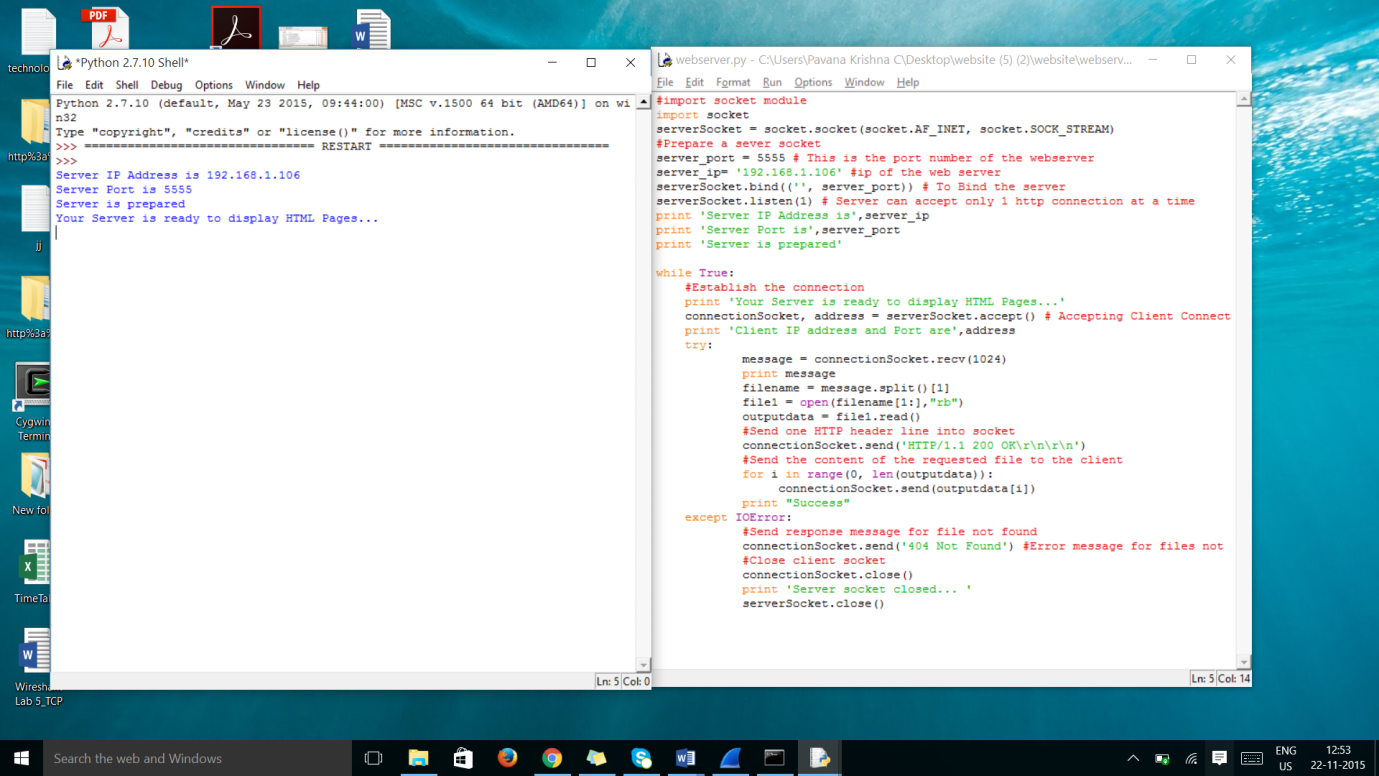 PDF
W
technolo
http%3a%
jj
http%3a%
Cygwin
Termin
New fol
X
TimeTa
W
Wireshar
Lab 5_TCP
*Python 2.7.10 Shell*
File Edit Shell Debug Options Window Help
Python 2.7.10 (default, May 23 2015, 09:44:00) [MSC v.1500 64 bit (AMD64)] on wi
n32
Type "copyright", "credits" or "license()" for more information.
>>> ================================ RESTART ================================
>>>
Server IP Address is 192.168.1.106
Server Port is 5555
Server is prepared
Your Server is ready to display HTML Pages...
Ln: 5 Col: 0
webserver.py - C:\Users\Pavana Krishna C\Desktop\website (5) (2)\website\webserv...
File Edit Format Run Options Window Help
#import socket module
import socket
serverSocket = socket.socket(socket.AF_INET, socket.SOCK_STREAM)
#Prepare a sever socket
server_port = 5555 # This is the port number of the webserver
server_ip= '192.168.1.106' #ip of the web server
serverSocket.bind(('', server_port)) # To Bind the server
serverSocket.listen(1) # Server can accept only 1 http connection at a time
print 'Server IP Address is',server_ip
print 'Server Port is',server_port
print 'Server is prepared'
while True:
    #Establish the connection
    print 'Your Server is ready to display HTML Pages...'
    connectionSocket, address = serverSocket.accept() # Accepting Client Connect
    print 'Client IP address and Port are',address
    try:
            message = connectionSocket.recv(1024)
            print message
            filename = message.split()[1]
            file1 = open(filename[1:],"rb")
            outputdata = file1.read()
            #Send one HTTP header line into socket
            connectionSocket.send('HTTP/1.1 200 OK\r\n\r\n')
            #Send the content of the requested file to the client
            for i in range(0, len(outputdata)):
                 connectionSocket.send(outputdata[i])
            print "Success"
    except IOError:
            #Send response message for file not found
            connectionSocket.send('404 Not Found') #Error message for files not
            #Close client socket
            connectionSocket.close()
            print 'Server socket closed... '
            serverSocket.close()
Ln: 5 Col: 14
Search the web and Windows
ENG
US
12:53
22-11-2015